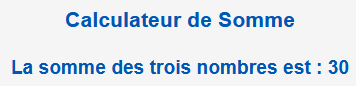 Calculateur de Somme
La somme des trois nombres est : 30